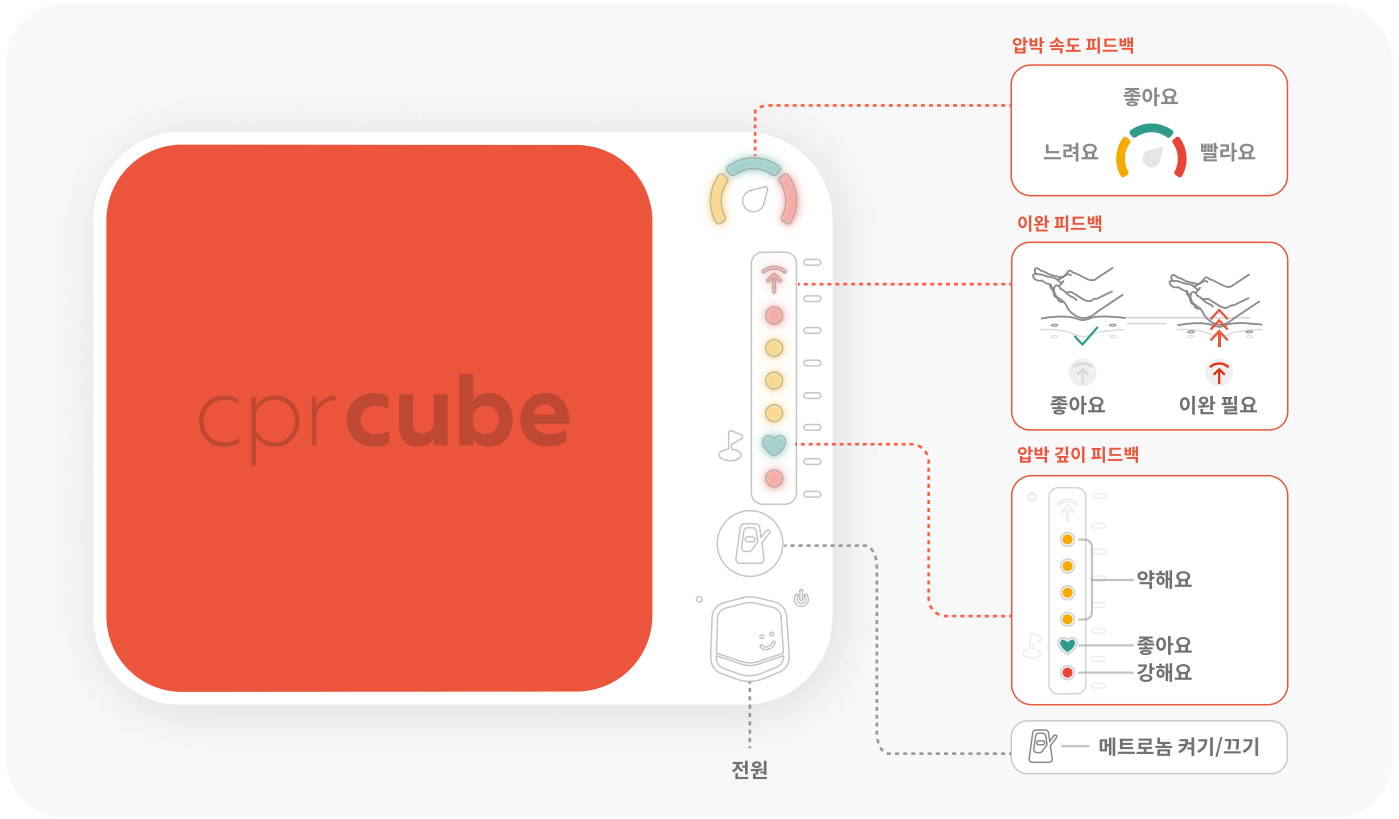 cpr cube
압박 속도 피드백
좋아요
느려요
빨라요
이완 피드백
좋아요
이완 필요
압박 깊이 피드백
약해요
좋아요
강해요
메트로놈 켜기/끄기
전원